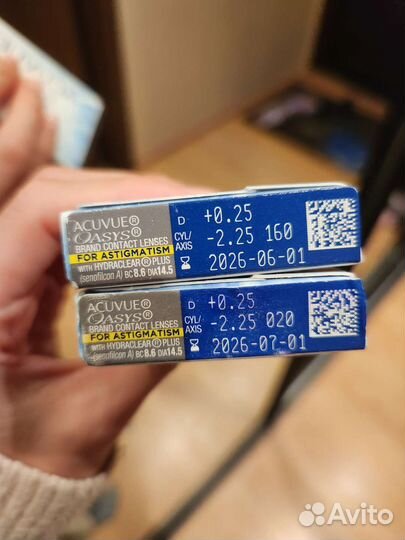 ACUVUE®
OASYS®
BRAND CONTACT LENSES
FOR ASTIGMATISM
WITH HYDRACLEAR® PLUS
(senofilcon A) BC 8.6 DIA 14.5
D +0.25
CYL/AXIS -2.25 160
2026-06-01
ACUVUE®
OASYS®
BRAND CONTACT LENSES
FOR ASTIGMATISM
WITH HYDRACLEAR® PLUS
(senofilcon A) BC 8.6 DIA 14.5
D +0.25
CYL/AXIS -2.25 020
2026-07-01
Avito